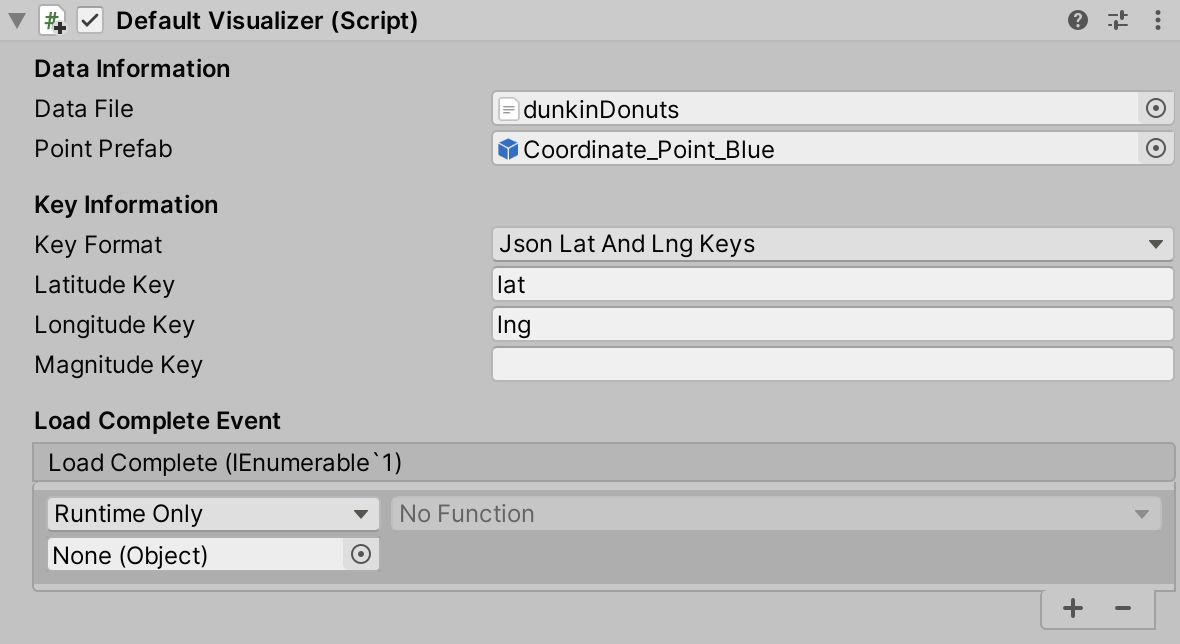 Default Visualizer (Script)
Data Information
Data File dunkinDonuts
Point Prefab Coordinate_Point_Blue
Key Information
Key Format Json Lat And Lng Keys
Latitude Key lat
Longitude Key lng
Magnitude Key
Load Complete Event
Load Complete (IEnumerable`1)
Runtime Only No Function
None (Object)